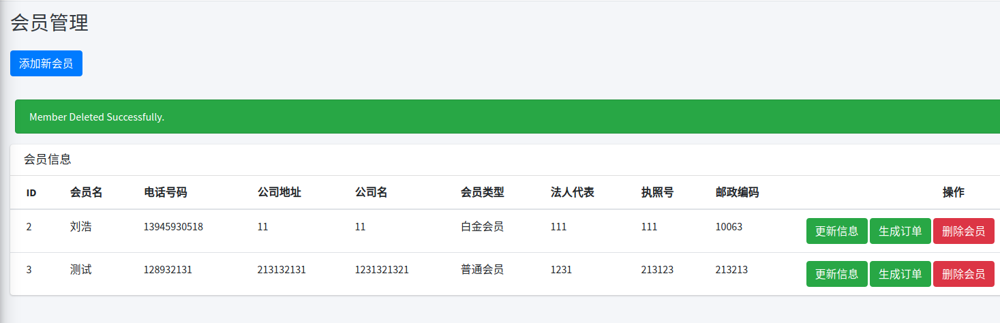 会员管理
添加新会员
Member Deleted Successfully.
会员信息
ID 会员名 电话号码 公司地址 公司名 会员类型 法人代表 执照号 邮政编码 操作
2 刘浩 13945930518 11 11 白金会员 111 111 10063 更新信息 生成订单 删除会员
3 测试 128932131 213132131 1231321321 普通会员 1231 213123 213213 更新信息 生成订单 删除会员